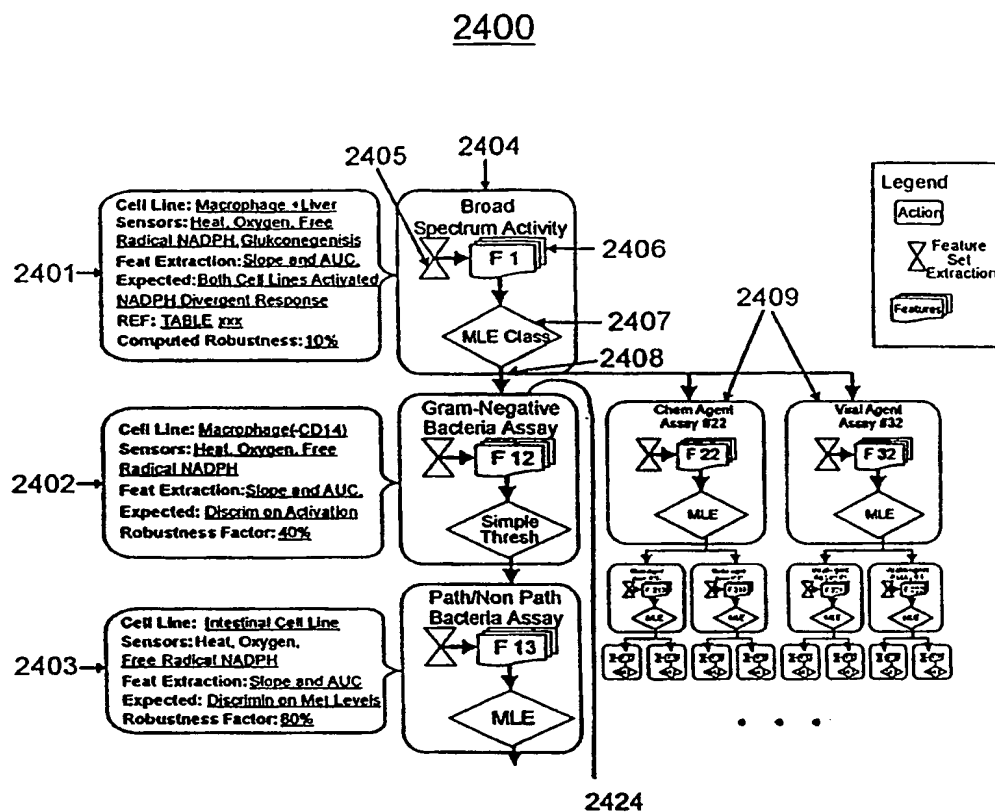 2400
2404
2405
Broad
Spectrum Activity
F 1
2406
MLE Class
2407
2408
2409
Legend
Action
Feature
Set
Extraction
Features
2401
Cell Line: Macrophage +Liver
Sensors: Heat, Oxygen, Free
Radical NADPH, Glukconegenisis
Feat Extraction: Slope and AUC,
Expected: Both Cell Lines Activated
NADPH Divergent Response
REF: TABLE xxx
Computed Robustness: 10%
Gram-Negative
Bacteria Assay
F 12
Simple
Thresh
2402
Cell Line: Macrophage(-CD14)
Sensors: Heat, Oxygen, Free
Radical NADPH
Feat Extraction: Slope and AUC,
Expected: Discrim on Activation
Robustness Factor: 40%
Chem Agent
Assay #22
F 22
MLE
Viral Agent
Assay #32
F 32
MLE
Path/Non Path
Bacteria Assay
F 13
MLE
2403
Cell Line: Intestinal Cell Line
Sensors: Heat, Oxygen,
Free Radical NADPH
Feat Extraction: Slope and AUC
Expected: Discrimin on Met Levels
Robustness Factor: 80%
MLE
MLE
MLE
MLE
. . .
2424